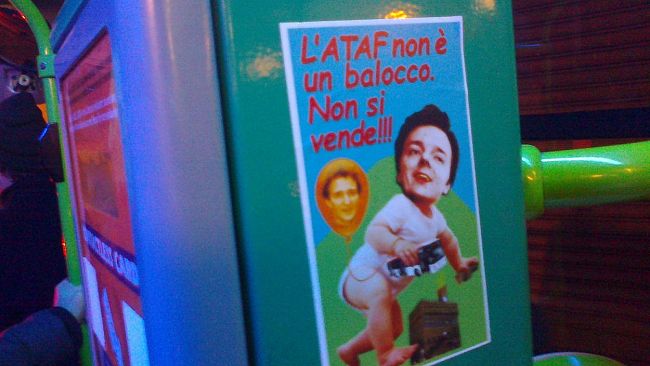 L'ATAF non è
un balocco.
Non si
vende!!!